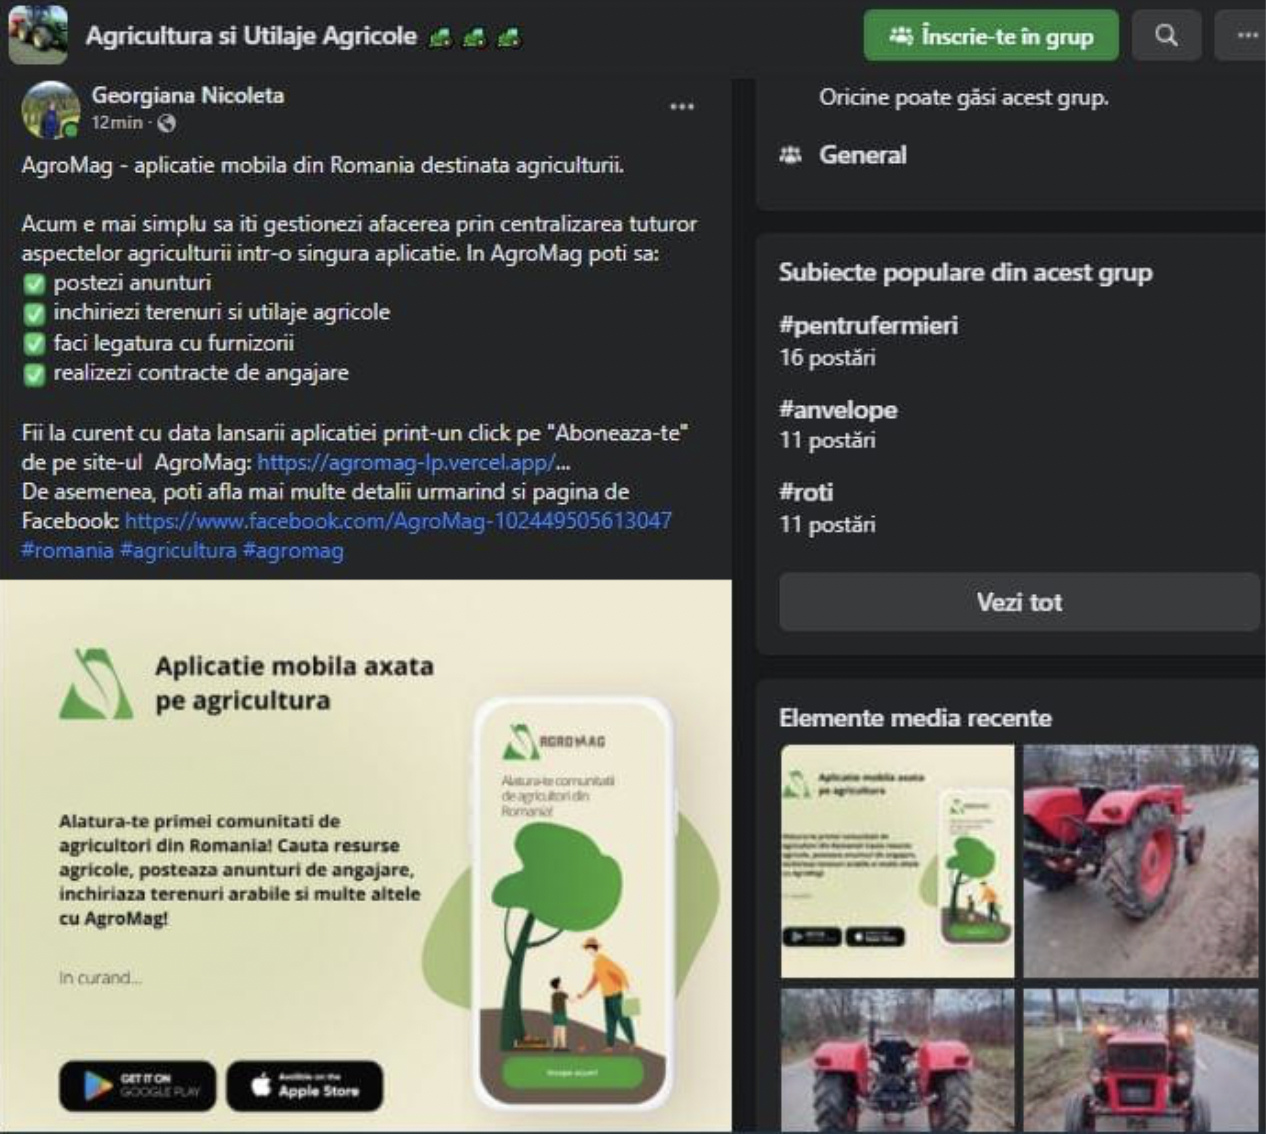 Agricultura si Utilaje Agricole
Înscrie-te în grup
Georgiana Nicoleta
12min ·
AgroMag - aplicatie mobila din Romania destinata agriculturii.
Acum e mai simplu sa iti gestionezi afacerea prin centralizarea tuturor
aspectelor agriculturii intr-o singura aplicatie. In AgroMag poti sa:
✅ postezi anunturi
✅ inchiriezi terenuri si utilaje agricole
✅ faci legatura cu furnizorii
✅ realizezi contracte de angajare
Fii la curent cu data lansarii aplicatiei print-un click pe "Aboneaza-te"
de pe site-ul AgroMag: https://agromag-lp.vercel.app/...
De asemenea, poti afla mai multe detalii urmarind si pagina de
Facebook: https://www.facebook.com/AgroMag-102449505613047
#romania #agricultura #agromag
Aplicatie mobila axata
pe agricultura
Alatura-te primei comunitati de
agricultori din Romania! Cauta resurse
agricole, posteaza anunturi de angajare,
inchiriaza terenuri arabile si multe altele
cu AgroMag!
In curand...
GET IT ON
GOOGLE PLAY
Available on the
Apple Store
AGROMAG
Alatura-te comunitatii
de agricultori din
Romania!
Oricine poate găsi acest grup.
General
Subiecte populare din acest grup
#pentrufermieri
16 postări
#anvelope
11 postări
#roti
11 postări
Vezi tot
Elemente media recente
Aplicatie mobila axata
pe agricultura